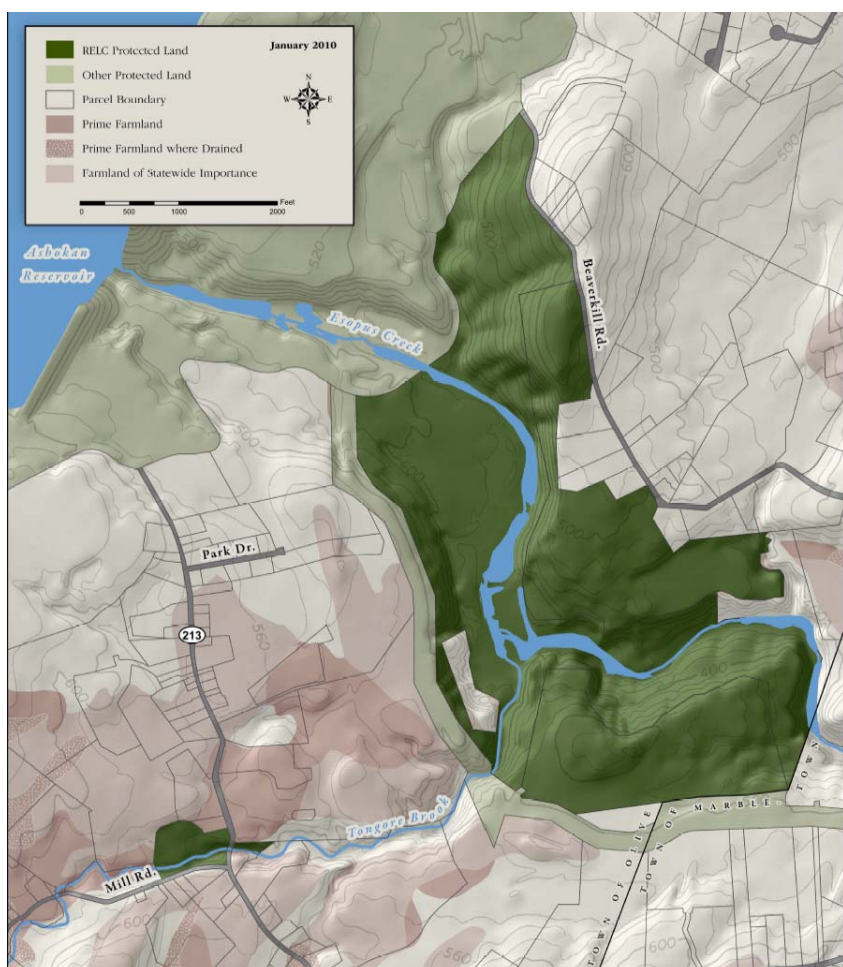 January 2010
RELC Protected Land
Other Protected Land
Parcel Boundary
Prime Farmland
Prime Farmland where Drained
Farmland of Statewide Importance
N
W E
S
Feet
0 500 1000 2000
Ashokan
Reservoir
Esopus Creek
Beaverkill Rd.
Park Dr.
213
Tongore Brook
Mill Rd.
TOWN OF OLIVE
TOWN OF MARBLE-TOWN
520
600
500
500
500
500
560
600
400
600
600